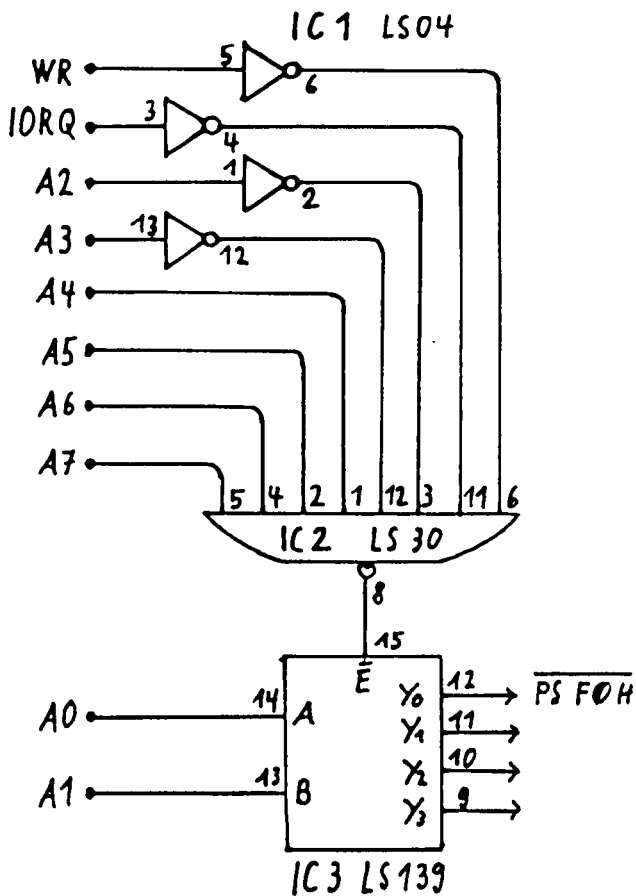 IC1 LS04
WR 5 6
IORQ 3 4
A2 1 2
A3 13 12
A4
A5
A6
A7
5 4 2 1 12 3 11 6
IC2 LS30
8
15
E̅
A0 14 A
A1 13 B
Y0 12 P̅S̅ ̅F̅0̅H̅
Y1 11
Y2 10
Y3 9
IC3 LS139